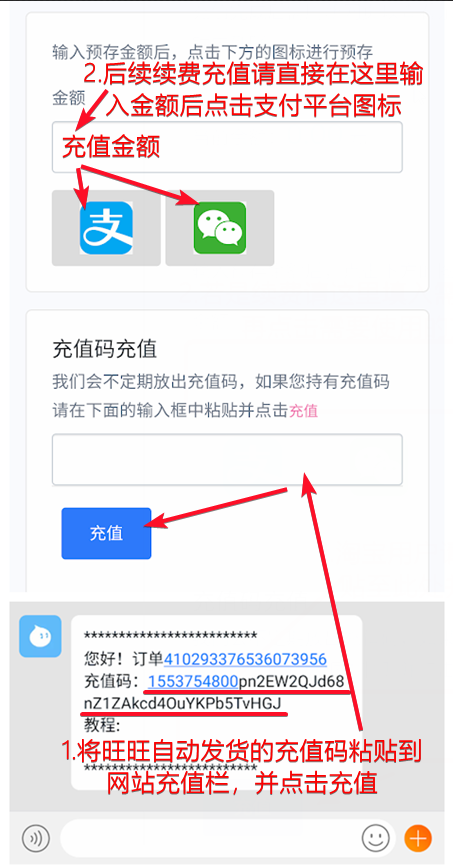 输入预存金额后，点击下方的图标进行预存
2.后续续费充值请直接在这里输
金额
入金额后点击支付平台图标
充值金额
支
充值码充值
我们会不定期放出充值码，如果您持有充值码
请在下面的输入框中粘贴并点击充值
充值
*************************
您好！订单410293376536073956
充值码：1553754800pn2EW2QJd68
nZ1ZAkcd4OuYKPb5TvHGJ
教程:
1.将旺旺自动发货的充值码粘贴到
*************************
网站充值栏，并点击充值